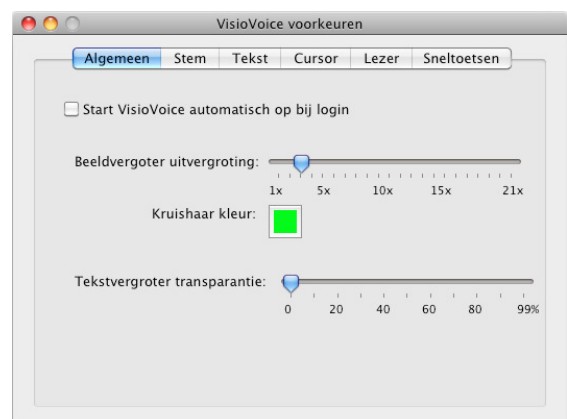 VisioVoice voorkeuren
Algemeen Stem Tekst Cursor Lezer Sneltoetsen
Start VisioVoice automatisch op bij login
Beeldvergoter uitvergroting:
1x 5x 10x 15x 21x
Kruishaar kleur:
Tekstvergroter transparantie:
0 20 40 60 80 99%